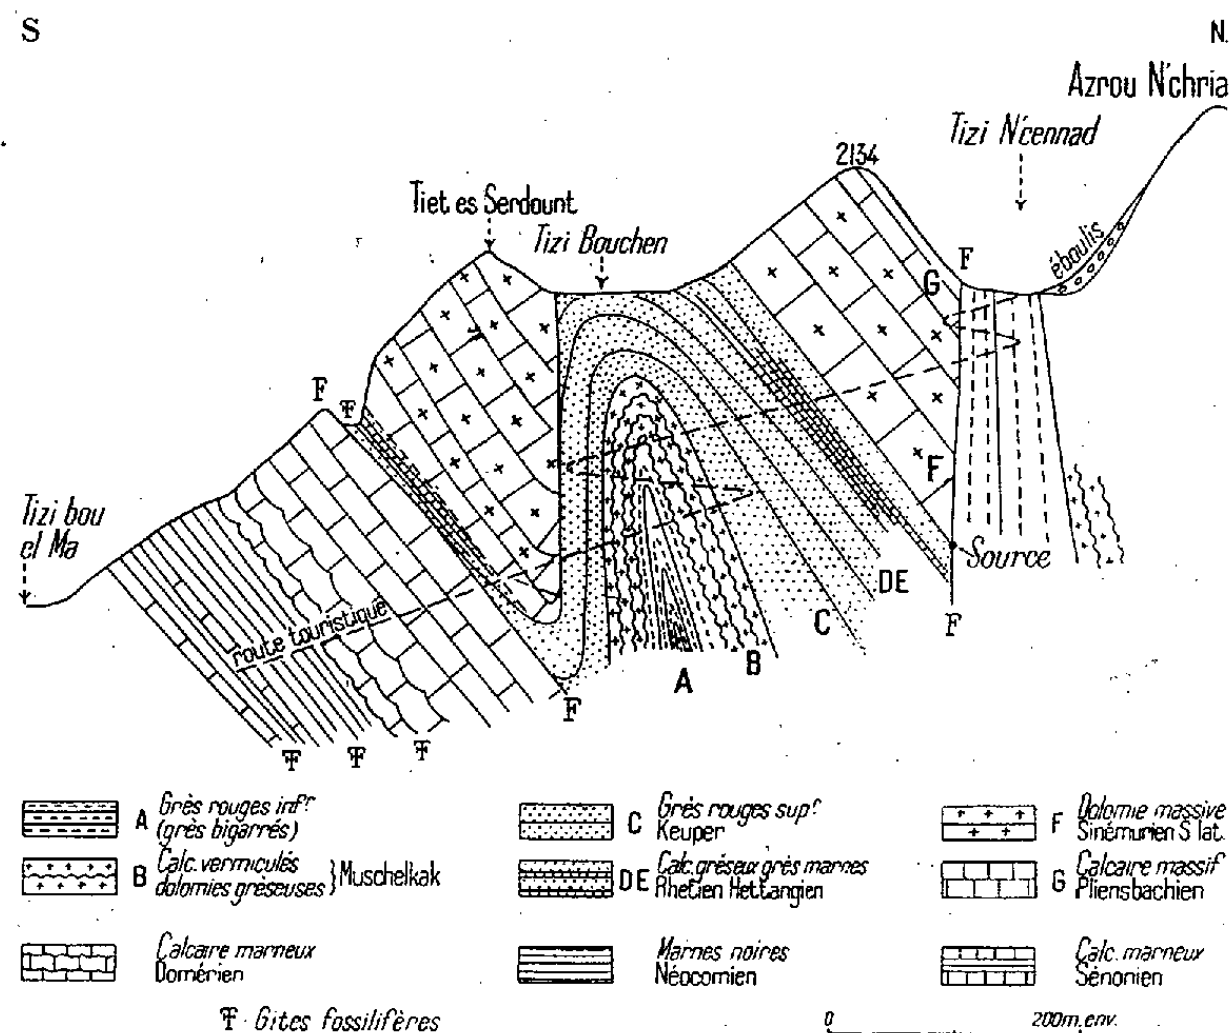 S
N.
Azrou N'chria
Tizi N'cennad
2134
Tiet es Serdount
Tizi Bouchen
éboulis
F
G
F
F
Tizi bou
el Ma
F
Source
DE
route touristique
C
F
B
A
F
A Grès rouges infr
(grès bigarrés)
B Calc. vermiculés
dolomies gréseuses } Muschelkak
Calcaire marneux
Domérien
C Grès rouges supr
Keuper
DE Calc. gréseux grès marnes
Rhetien Hettangien
Marnes noires
Néocomien
F Dolomie massive
Sinémurien S lat.
G Calcaire massif
Pliensbachien
Calc. marneux
Sénonien
F Gites fossilifères
0 200m. env.